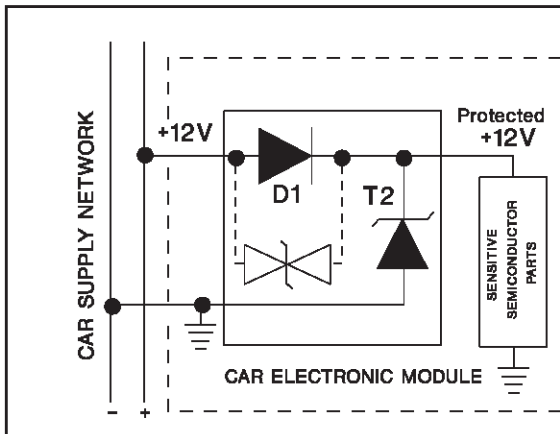 CAR SUPPLY NETWORK
+12V
D1
T2
Protected
+12V
SENSITIVE
SEMICONDUCTOR
PARTS
CAR ELECTRONIC MODULE
- +